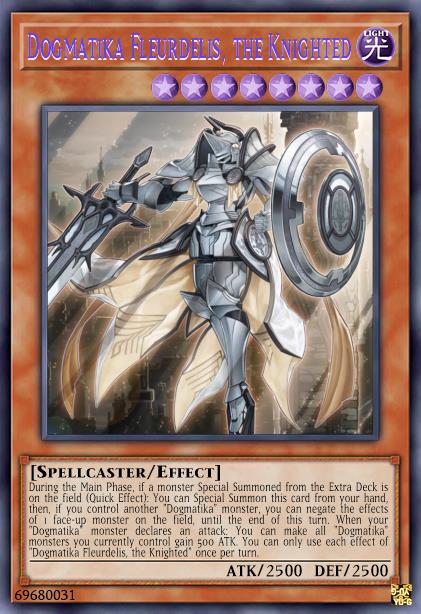 Dogmatika Fleurdelis, the Knighted
LIGHT
光
[Spellcaster/Effect]
During the Main Phase, if a monster Special Summoned from the Extra Deck is
on the field (Quick Effect): You can Special Summon this card from your hand,
then, if you control another "Dogmatika" monster, you can negate the effects
of 1 face-up monster on the field, until the end of this turn. When your
"Dogmatika" monster declares an attack: You can make all "Dogmatika"
monsters you currently control gain 500 ATK. You can only use each effect of
"Dogmatika Fleurdelis, the Knighted" once per turn.
ATK/2500 DEF/2500
69680031